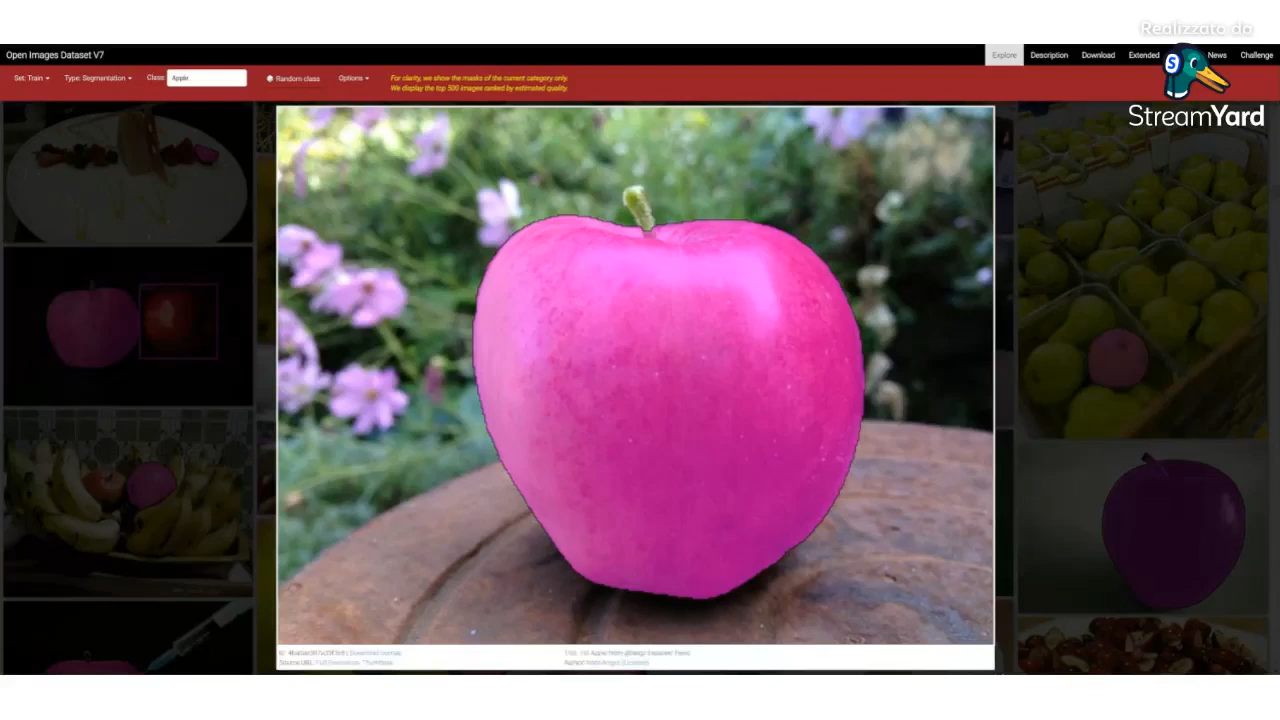 Realizzato da
Open Images Dataset V7
Explore Description Download Extended News Challenge
StreamYard
Set: Train Type: Segmentation Class: Apple Random class Options
For clarity, we show the masks of the current category only.
We display the top 500 images ranked by estimated quality.
Source URL: